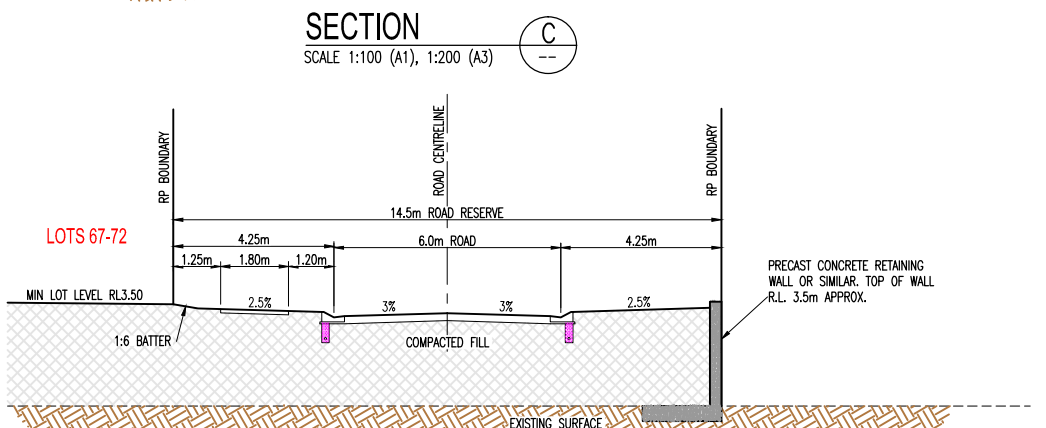 SECTION
C
--
SCALE 1:100 (A1), 1:200 (A3)
RP BOUNDARY
ROAD CENTRELINE
RP BOUNDARY
14.5m ROAD RESERVE
LOTS 67-72
4.25m
6.0m ROAD
4.25m
1.25m
1.80m
1.20m
PRECAST CONCRETE RETAINING
WALL OR SIMILAR. TOP OF WALL
R.L. 3.5m APPROX.
MIN LOT LEVEL RL3.50
2.5%
3%
3%
2.5%
1:6 BATTER
COMPACTED FILL
EXISTING SURFACE